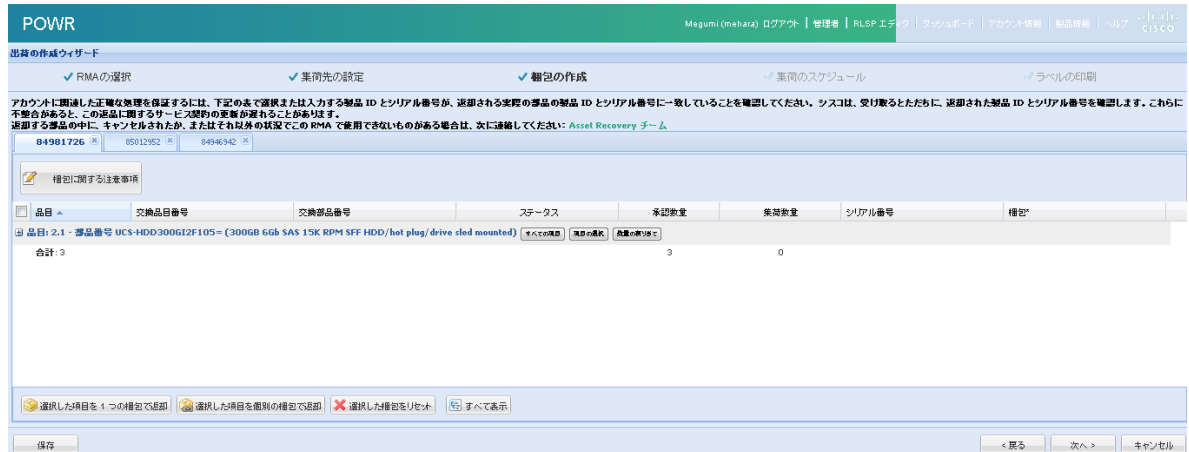 POWR
Megumi (mehara) ログアウト | 管理者 | RLSP エディタ | ダッシュボード | アカウント情報 | 製品情報 | ヘルプ
CISCO
出荷の作成ウィザード
RMAの選択
集荷先の設定
梱包の作成
集荷のスケジュール
ラベルの印刷
アカウントに関連した正確な処理を保証するには、下記の表で選択または入力する製品 ID とシリアル番号が、返却される実際の部品の製品 ID とシリアル番号に一致していることを確認してください。シスコは、受け取るとただちに、返却された製品 ID とシリアル番号を確認します。これらに
不整合があると、この返品に関するサービス契約の更新が遅れることがあります。
返却する部品の中に、キャンセルされたか、またはそれ以外の状況でこの RMA で使用できないものがある場合は、次に連絡してください: Asset Recovery チーム
84981726
85012952
84946942
梱包に関する注意事項
品目 交換品目番号 交換部品番号 ステータス 承認数量 集荷数量 シリアル番号 梱包*
品目: 2.1 - 部品番号 UCS-HDD300GI2F105= (300GB 6Gb SAS 15K RPM SFF HDD/hot plug/drive sled mounted) すべての項目 項目の選択 数量の割り当て
合計: 3 3 0
選択した項目を 1 つの梱包で返却 選択した項目を個別の梱包で返却 選択した梱包をリセット すべて表示
保存 < 戻る 次へ > キャンセル